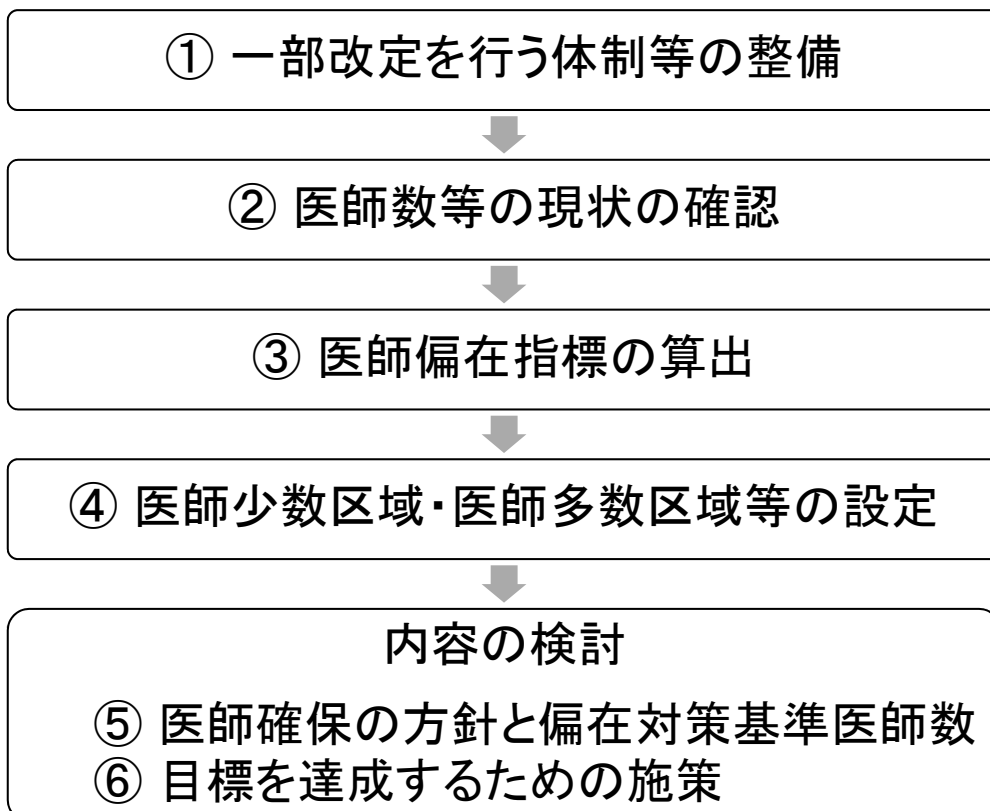 ① 一部改定を行う体制等の整備
② 医師数等の現状の確認
③ 医師偏在指標の算出
④ 医師少数区域・医師多数区域等の設定
内容の検討
⑤ 医師確保の方針と偏在対策基準医師数
⑥ 目標を達成するための施策